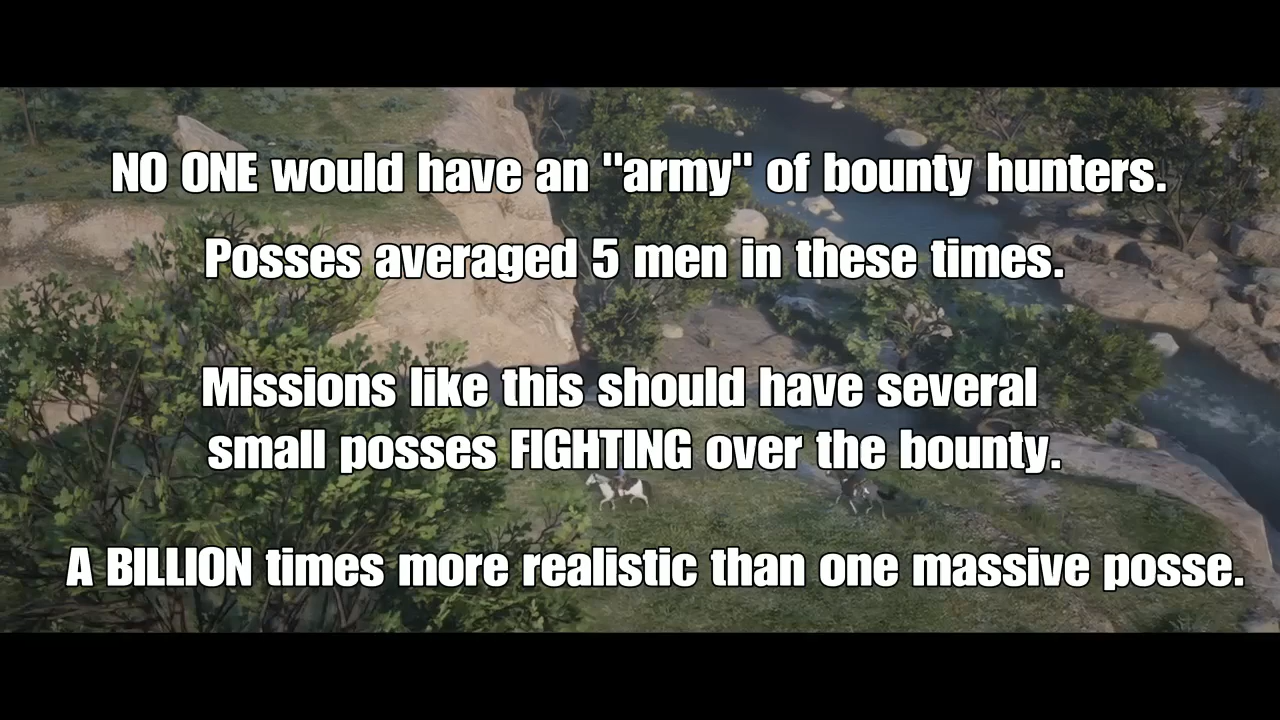 NO ONE would have an "army" of bounty hunters.
Posses averaged 5 men in these times.
Missions like this should have several
small posses FIGHTING over the bounty.
A BILLION times more realistic than one massive posse.